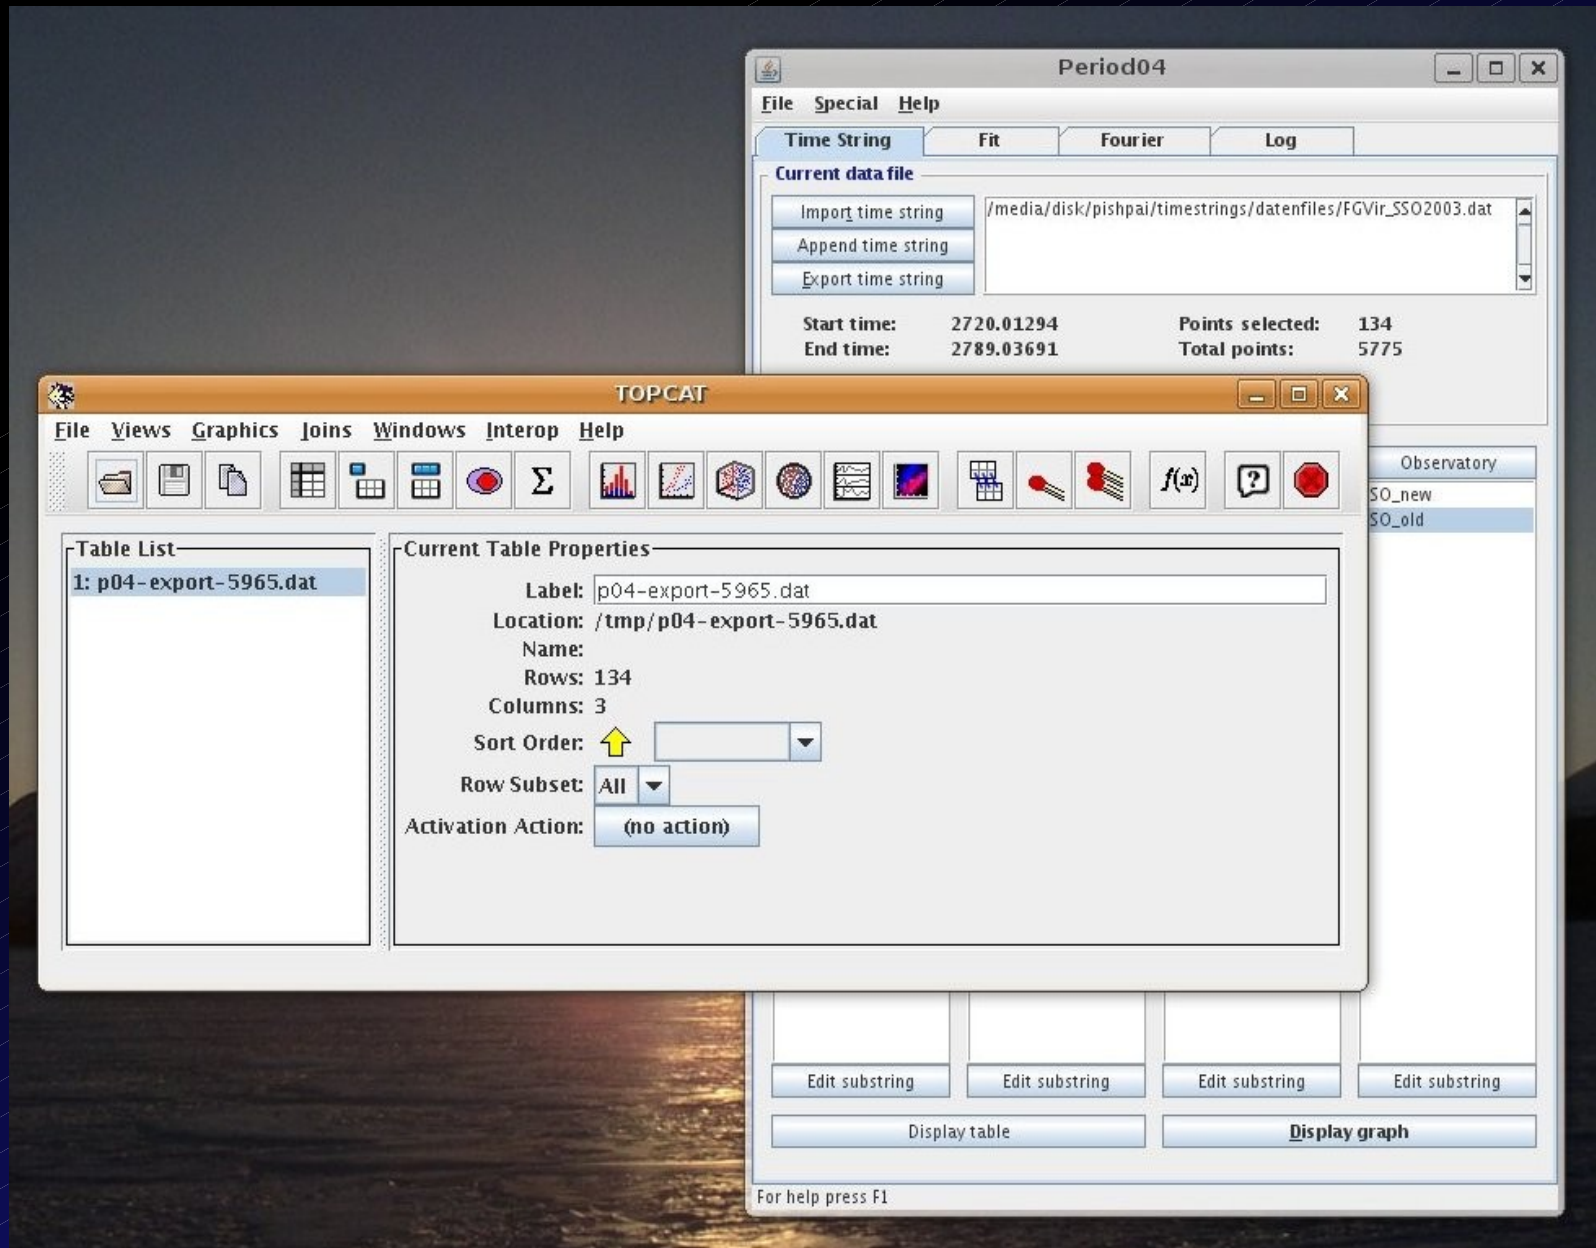 Period04
File Special Help
Time String Fit Fourier Log
Current data file
Import time string
/media/disk/pishpai/timestrings/datenfiles/FGVir_SSO2003.dat
Append time string
Export time string
Start time: 2720.01294 Points selected: 134
End time: 2789.03691 Total points: 5775
TOPCAT
File Views Graphics Joins Windows Interop Help
Σ f(x) ?
Observatory
SO_new
SO_old
Table List
1: p04-export-5965.dat
Current Table Properties
Label: p04-export-5965.dat
Location: /tmp/p04-export-5965.dat
Name:
Rows: 134
Columns: 3
Sort Order:
Row Subset: All
Activation Action: (no action)
Edit substring Edit substring Edit substring Edit substring
Display table Display graph
For help press F1